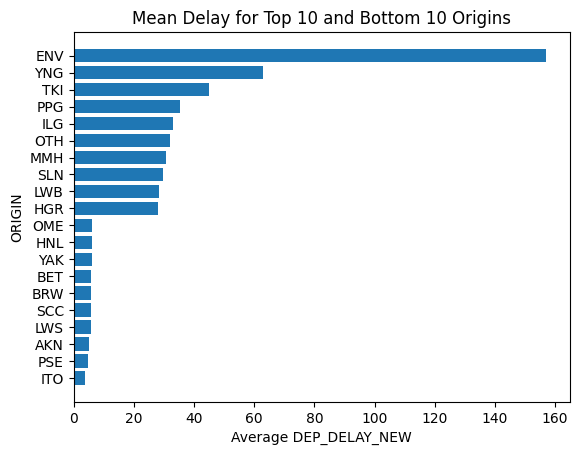 Mean Delay for Top 10 and Bottom 10 Origins
ORIGIN
ENV
YNG
TKI
PPG
ILG
OTH
MMH
SLN
LWB
HGR
OME
HNL
YAK
BET
BRW
SCC
LWS
AKN
PSE
ITO
0 20 40 60 80 100 120 140 160
Average DEP_DELAY_NEW